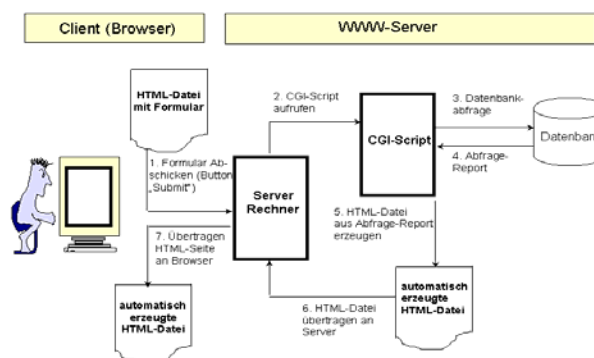 Client (Browser)
WWW-Server
HTML-Datei
mit Formular
1. Formular Ab-
schicken (Button
„Submit")
2. CGI-Script
aufrufen
Server
Rechner
CGI-Script
3. Datenbank-
abfrage
4. Abfrage-
Report
Datenbank
5. HTML-Datei
aus Abfrage-Report
erzeugen
automatisch
erzeugte
HTML-Datei
6. HTML-Datei
übertragen an
Server
7. Übertragen
HTML-Seite
an Browser
automatisch
erzeugte
HTML-Datei